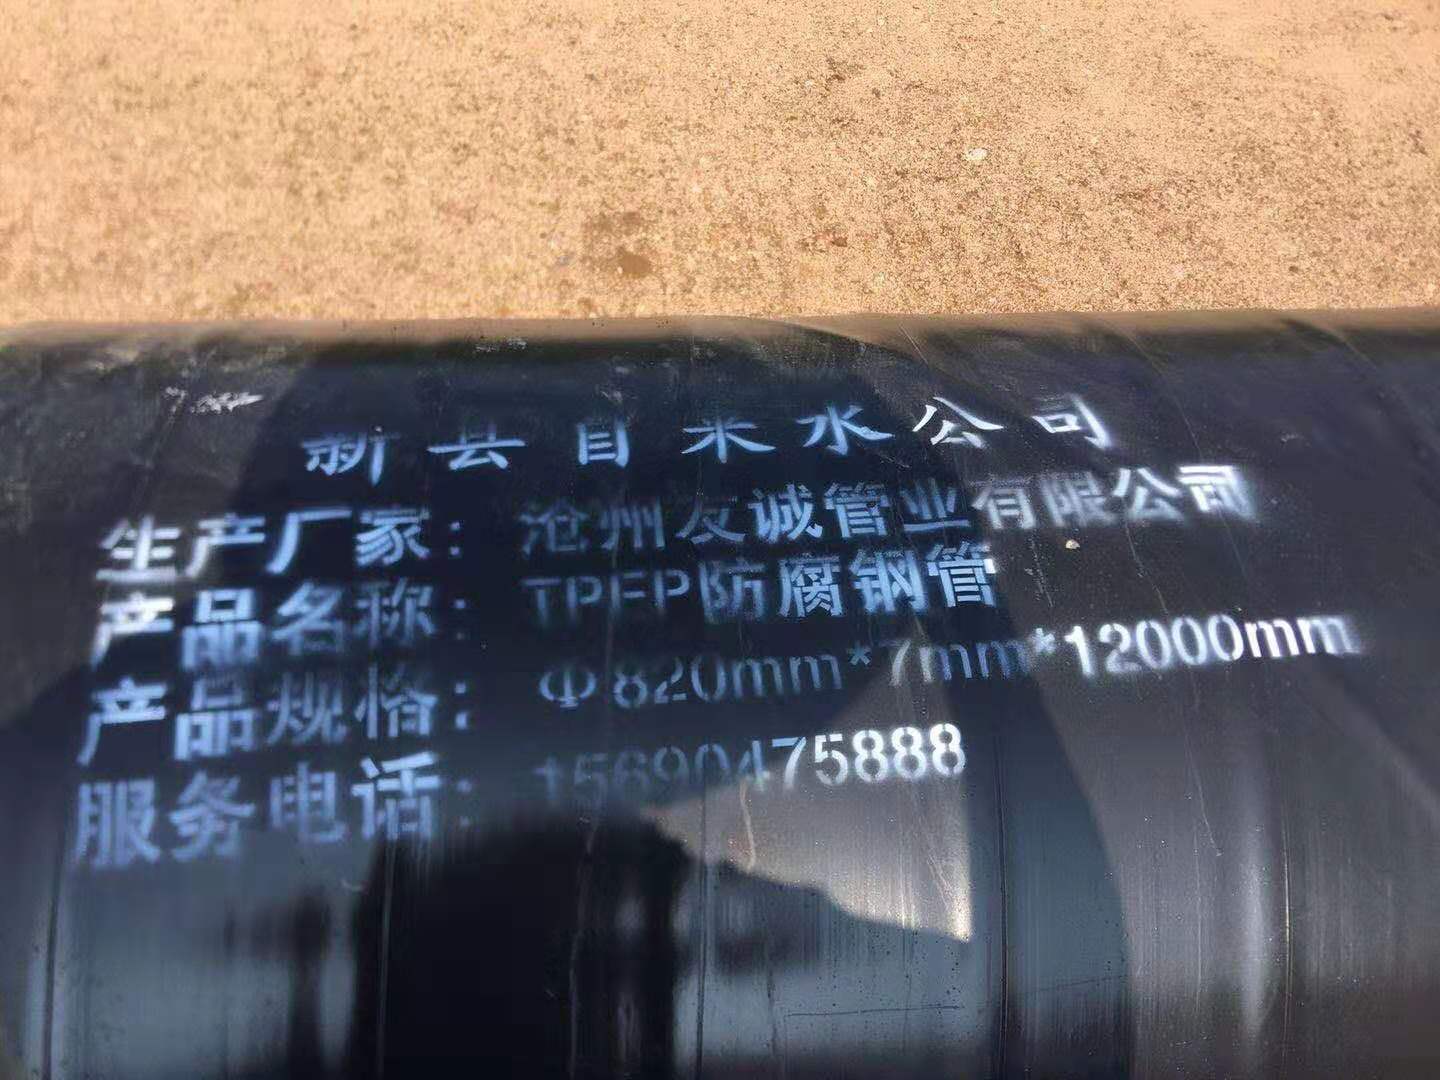 新县自来水公司
生产厂家：沧州友诚管业有限公司
产品名称：TPEP防腐钢管
产品规格：Φ820mm*7mm*12000mm
服务电话：15690475888